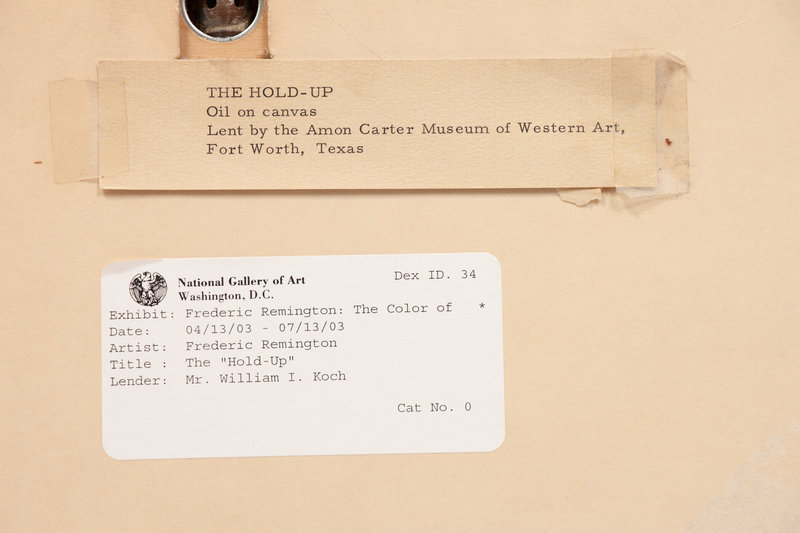 THE HOLD-UP
Oil on canvas
Lent by the Amon Carter Museum of Western Art,
Fort Worth, Texas
National Gallery of Art
Washington, D.C.
Dex ID. 34
Exhibit: Frederic Remington: The Color of *
Date: 04/13/03 - 07/13/03
Artist: Frederic Remington
Title : The "Hold-Up"
Lender: Mr. William I. Koch
Cat No. 0